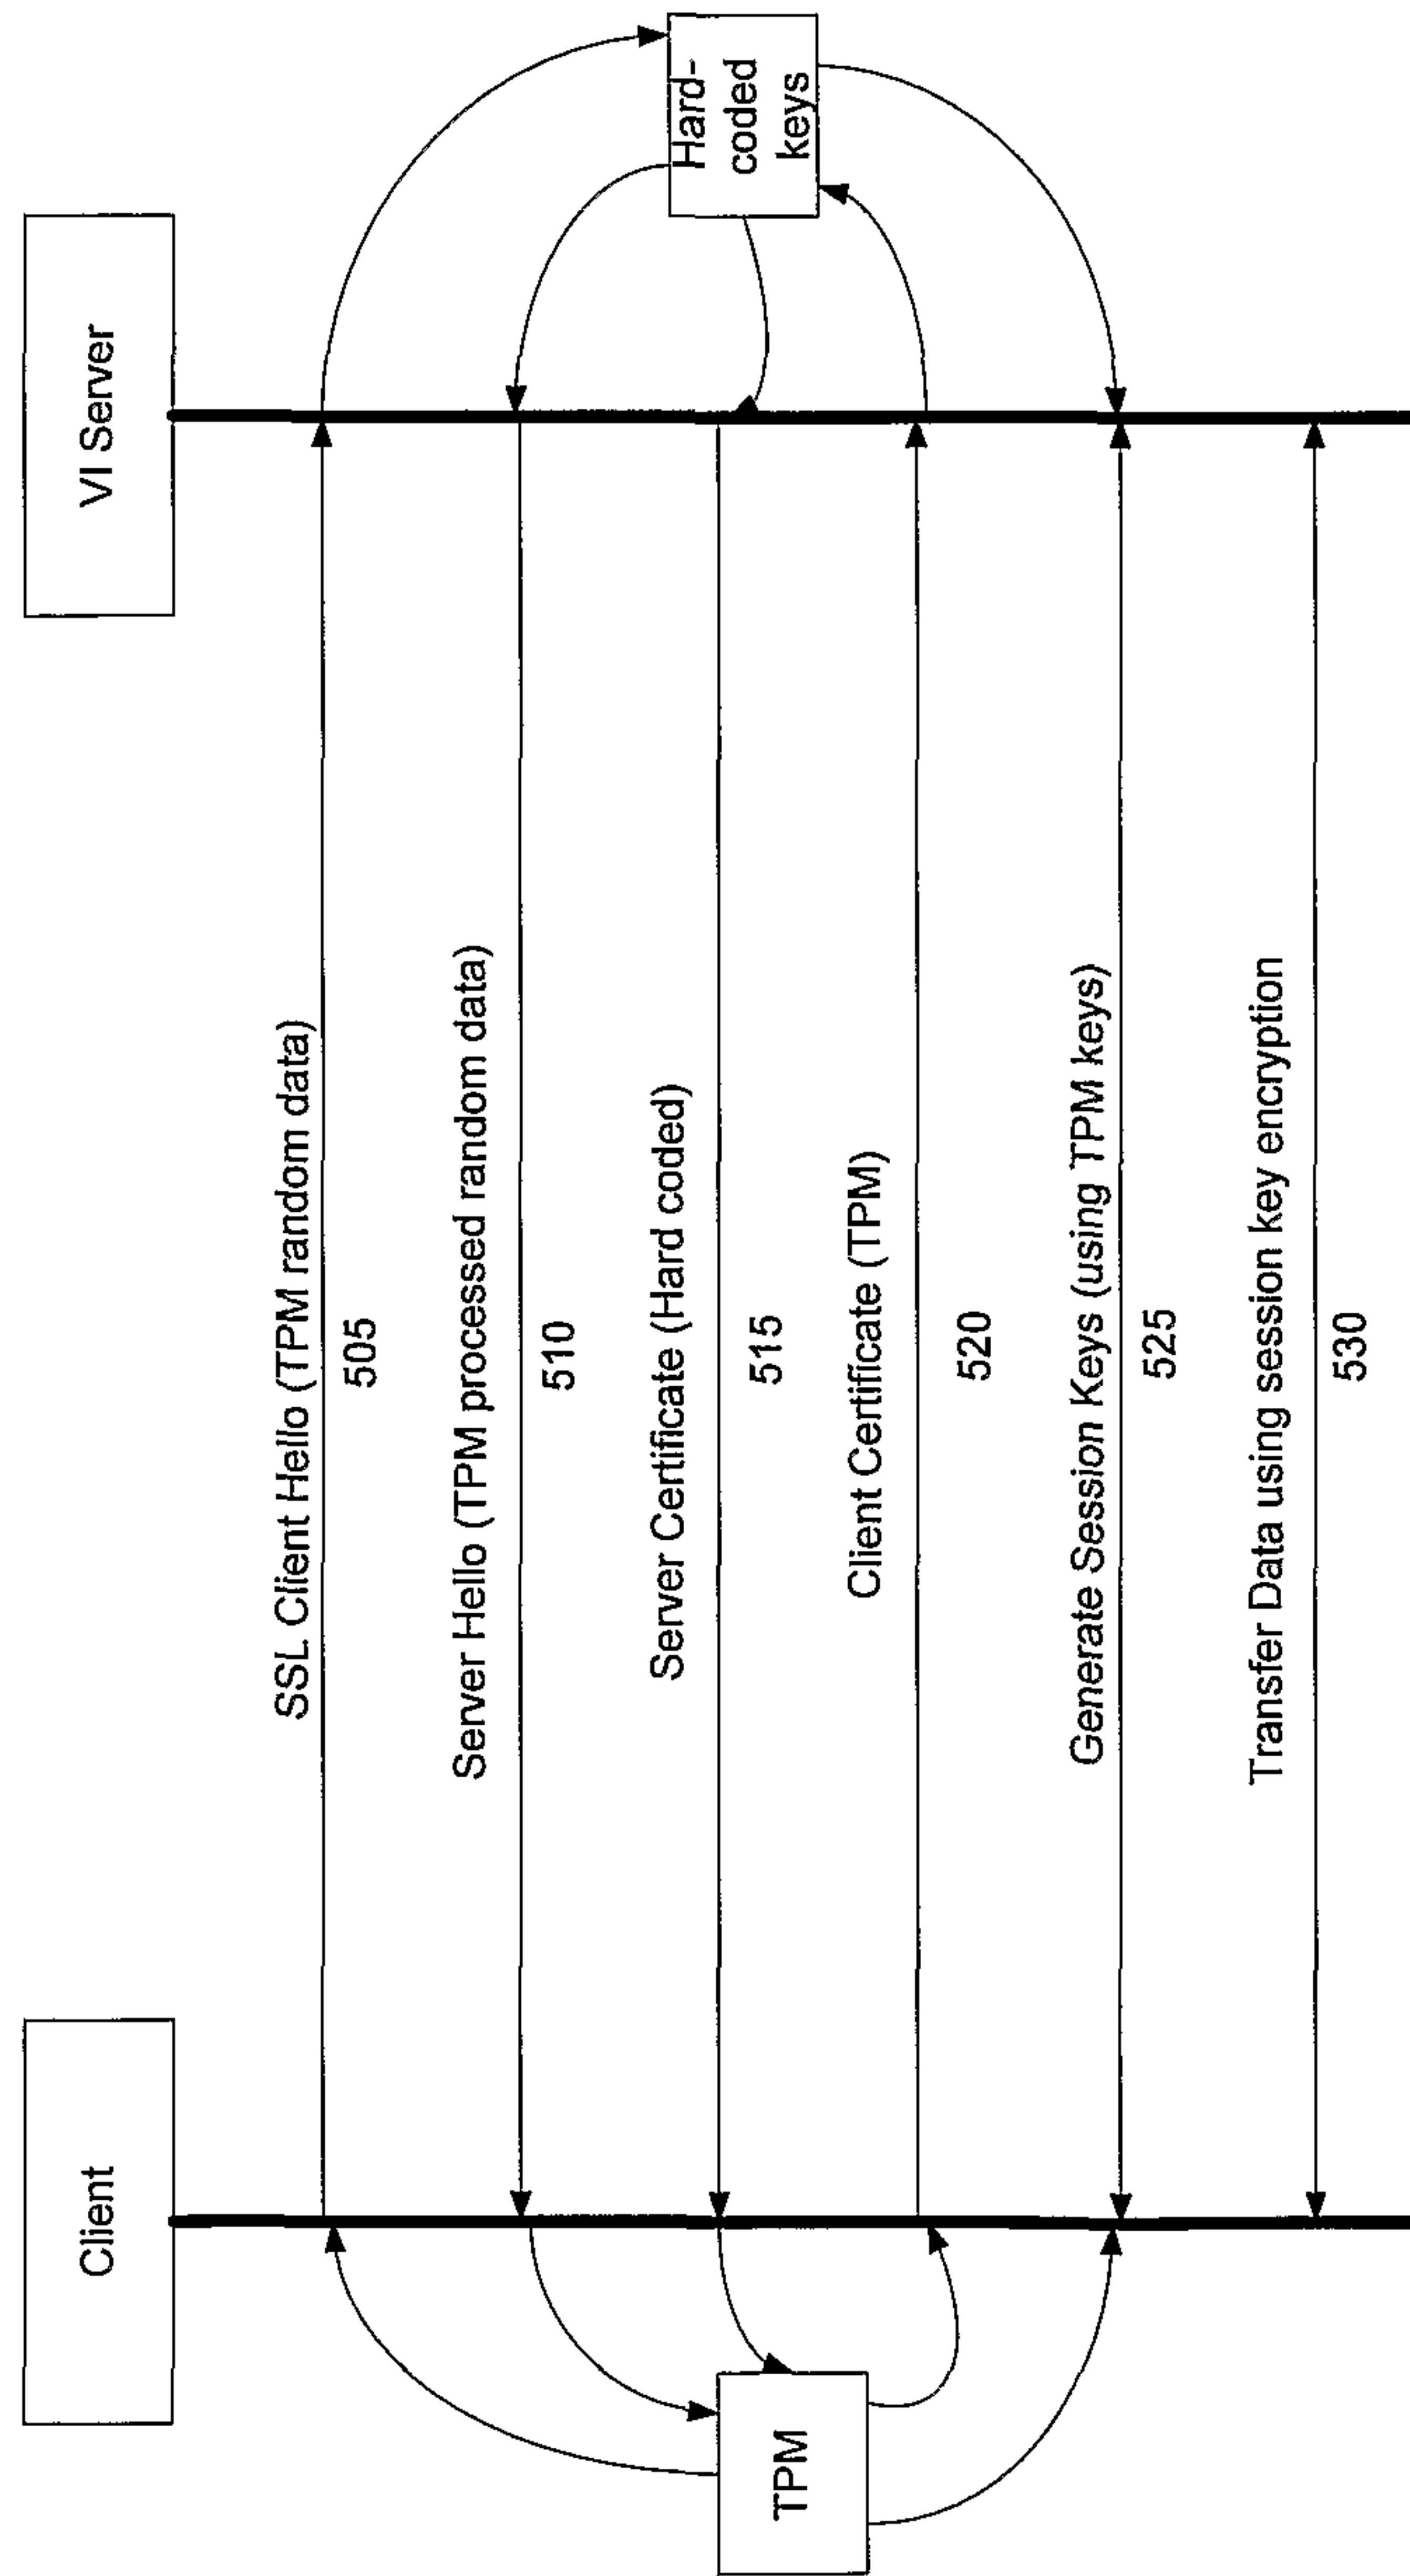 Client
VI Server
SSL Client Hello (TPM random data)
505
Server Hello (TPM processed random data)
510
Server Certificate (Hard coded)
515
Client Certificate (TPM)
520
Generate Session Keys (using TPM keys)
525
Transfer Data using session key encryption
530
TPM
Hard-
coded
keys